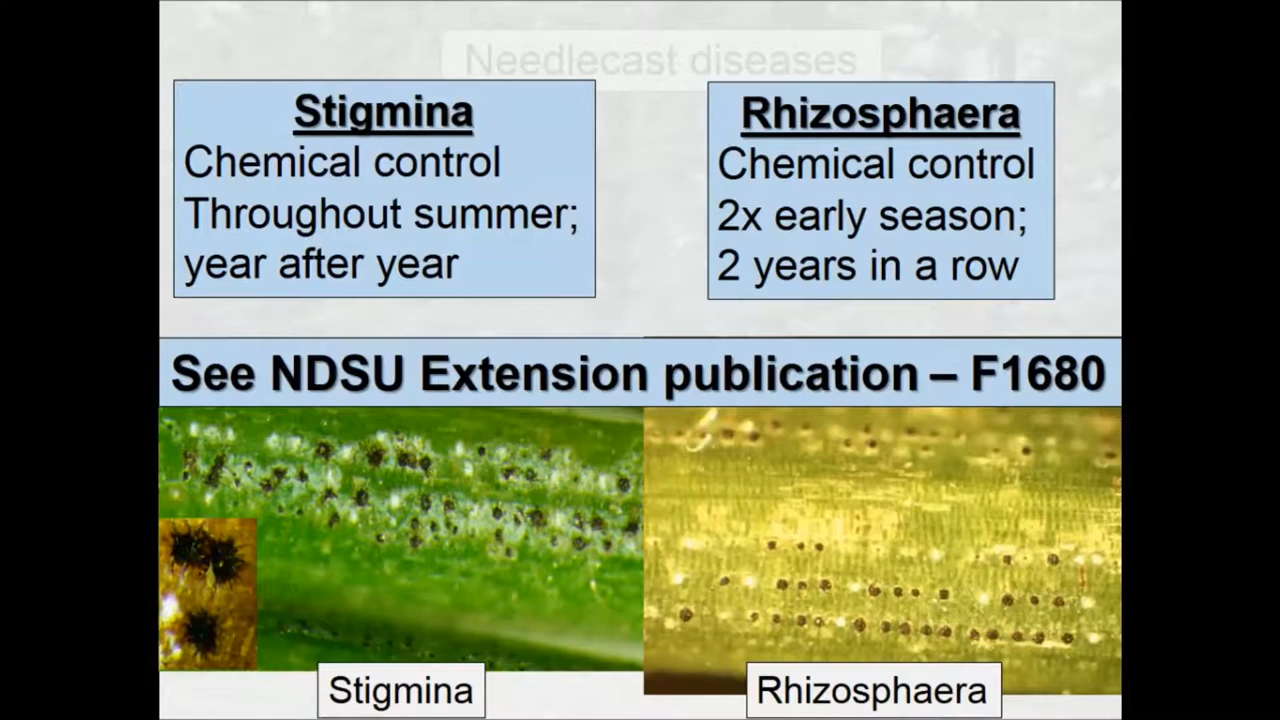 Needlecast diseases
Stigmina
Chemical control
Throughout summer;
year after year
Rhizosphaera
Chemical control
2x early season;
2 years in a row
See NDSU Extension publication – F1680
Stigmina
Rhizosphaera